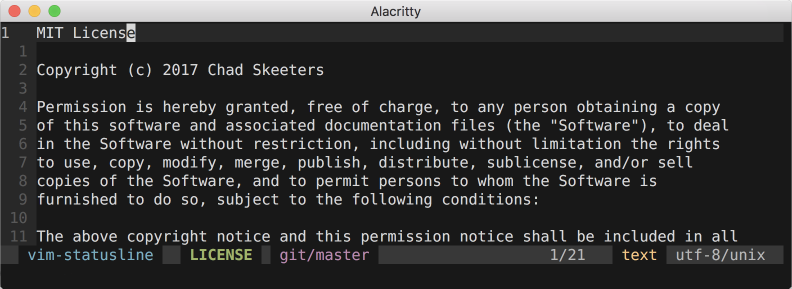 Alacritty
1 MIT License
1
2 Copyright (c) 2017 Chad Skeeters
3
4 Permission is hereby granted, free of charge, to any person obtaining a copy
5 of this software and associated documentation files (the "Software"), to deal
6 in the Software without restriction, including without limitation the rights
7 to use, copy, modify, merge, publish, distribute, sublicense, and/or sell
8 copies of the Software, and to permit persons to whom the Software is
9 furnished to do so, subject to the following conditions:
10
11 The above copyright notice and this permission notice shall be included in all
vim-statusline LICENSE git/master 1/21 text utf-8/unix